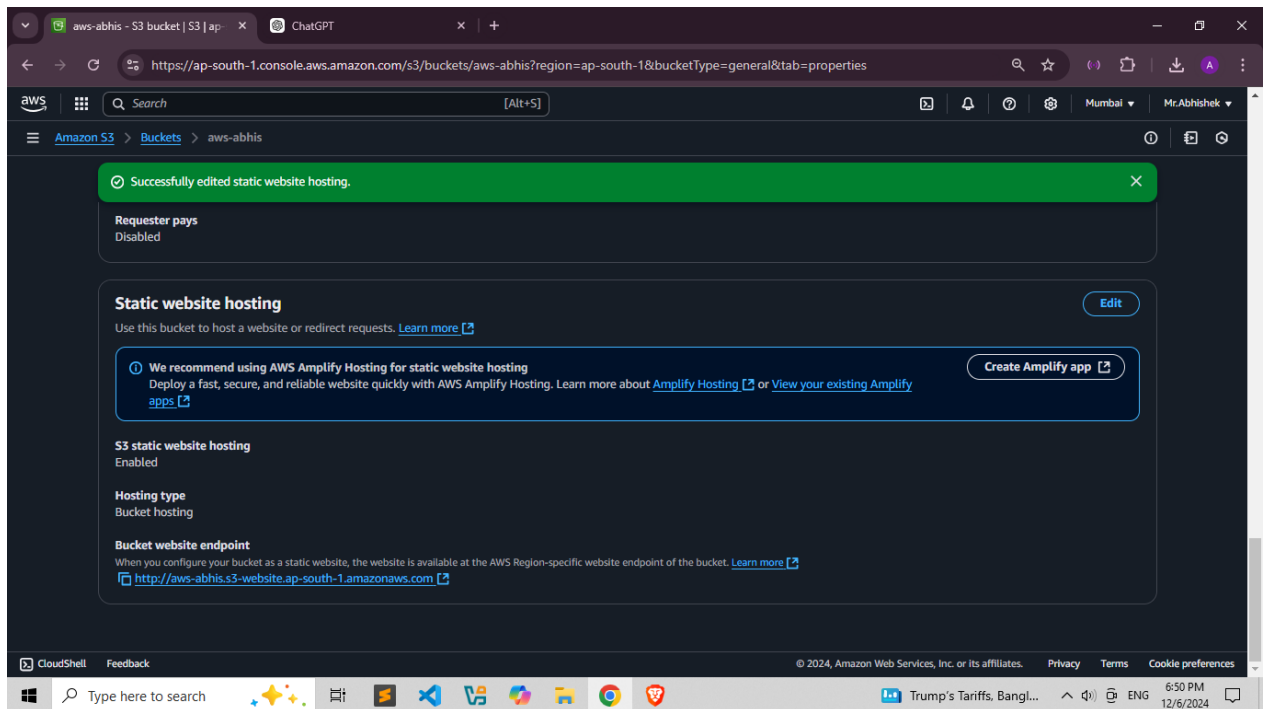 aws-abhis - S3 bucket | S3 | ap-
ChatGPT
https://ap-south-1.console.aws.amazon.com/s3/buckets/aws-abhis?region=ap-south-1&bucketType=general&tab=properties
A
aws
Search
[Alt+S]
Mumbai
Mr.Abhishek
Amazon S3 > Buckets > aws-abhis
Successfully edited static website hosting.
Requester pays
Disabled
Static website hosting
Edit
Use this bucket to host a website or redirect requests. Learn more
We recommend using AWS Amplify Hosting for static website hosting
Create Amplify app
Deploy a fast, secure, and reliable website quickly with AWS Amplify Hosting. Learn more about Amplify Hosting or View your existing Amplify
apps
S3 static website hosting
Enabled
Hosting type
Bucket hosting
Bucket website endpoint
When you configure your bucket as a static website, the website is available at the AWS Region-specific website endpoint of the bucket. Learn more
http://aws-abhis.s3-website.ap-south-1.amazonaws.com
CloudShell Feedback © 2024, Amazon Web Services, Inc. or its affiliates. Privacy Terms Cookie preferences
Type here to search
Trump's Tariffs, Bangl...
ENG
6:50 PM
12/6/2024